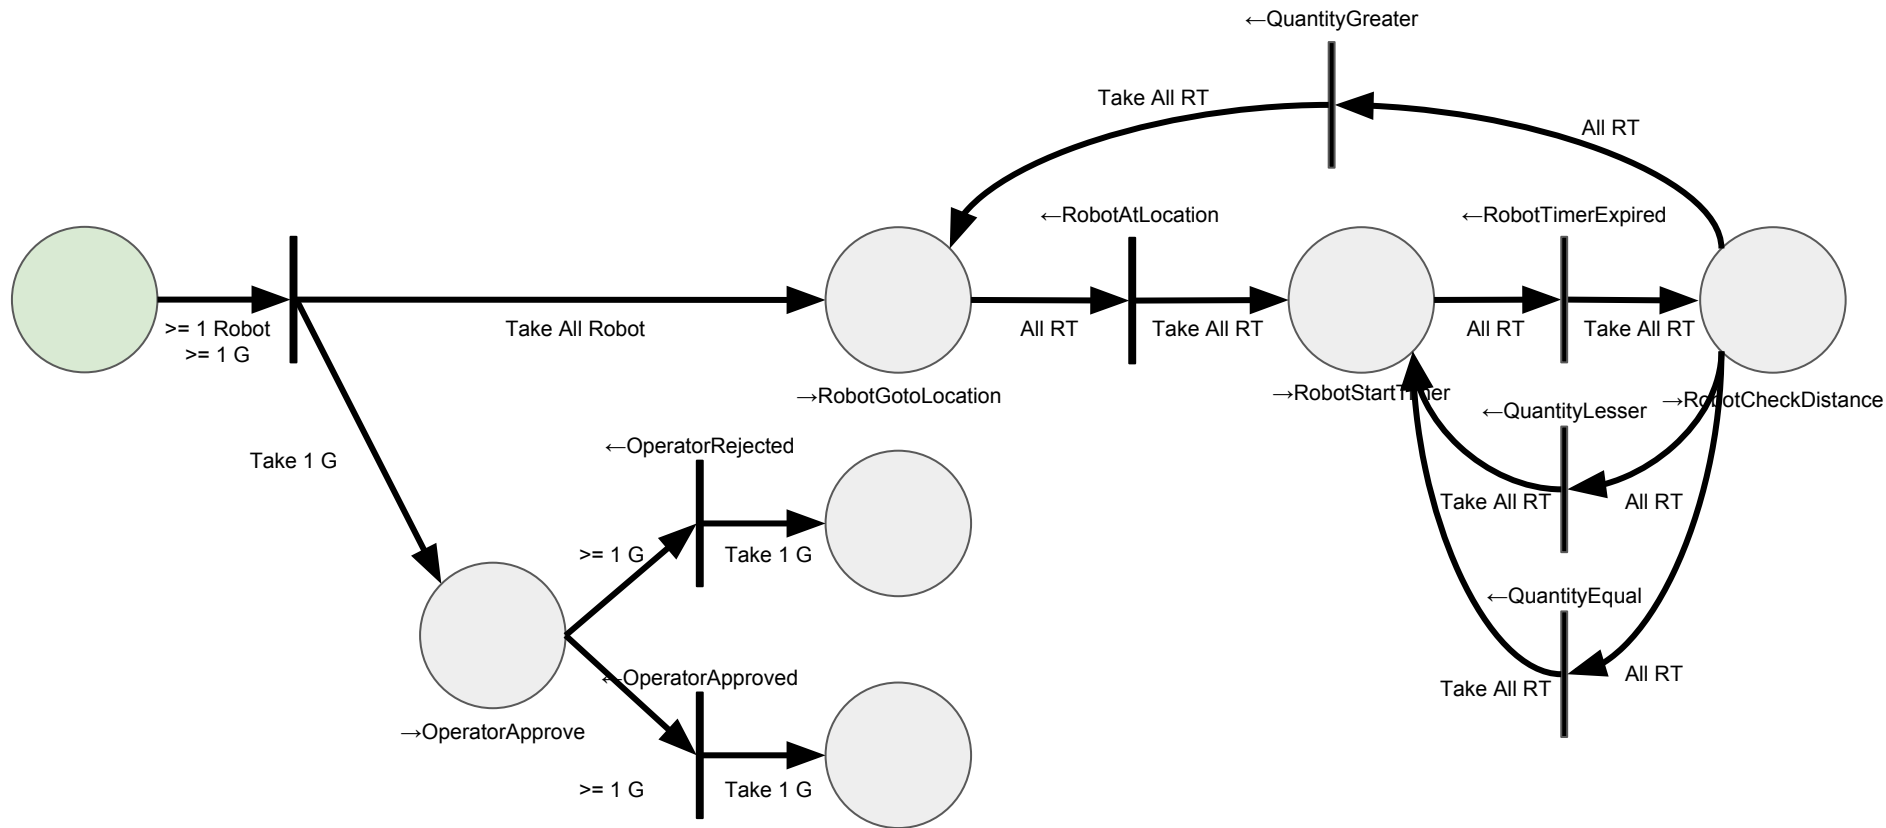 ←QuantityGreater
Take All RT
All RT
←RobotAtLocation
←RobotTimerExpired
>= 1 Robot
>= 1 G
Take All Robot
All RT
Take All RT
All RT
Take All RT
→RobotGotoLocation
→RobotStartTimer
→RobotCheckDistance
←QuantityLesser
Take 1 G
←OperatorRejected
Take All RT
All RT
>= 1 G
Take 1 G
←QuantityEqual
←OperatorApproved
Take All RT
All RT
→OperatorApprove
>= 1 G
Take 1 G